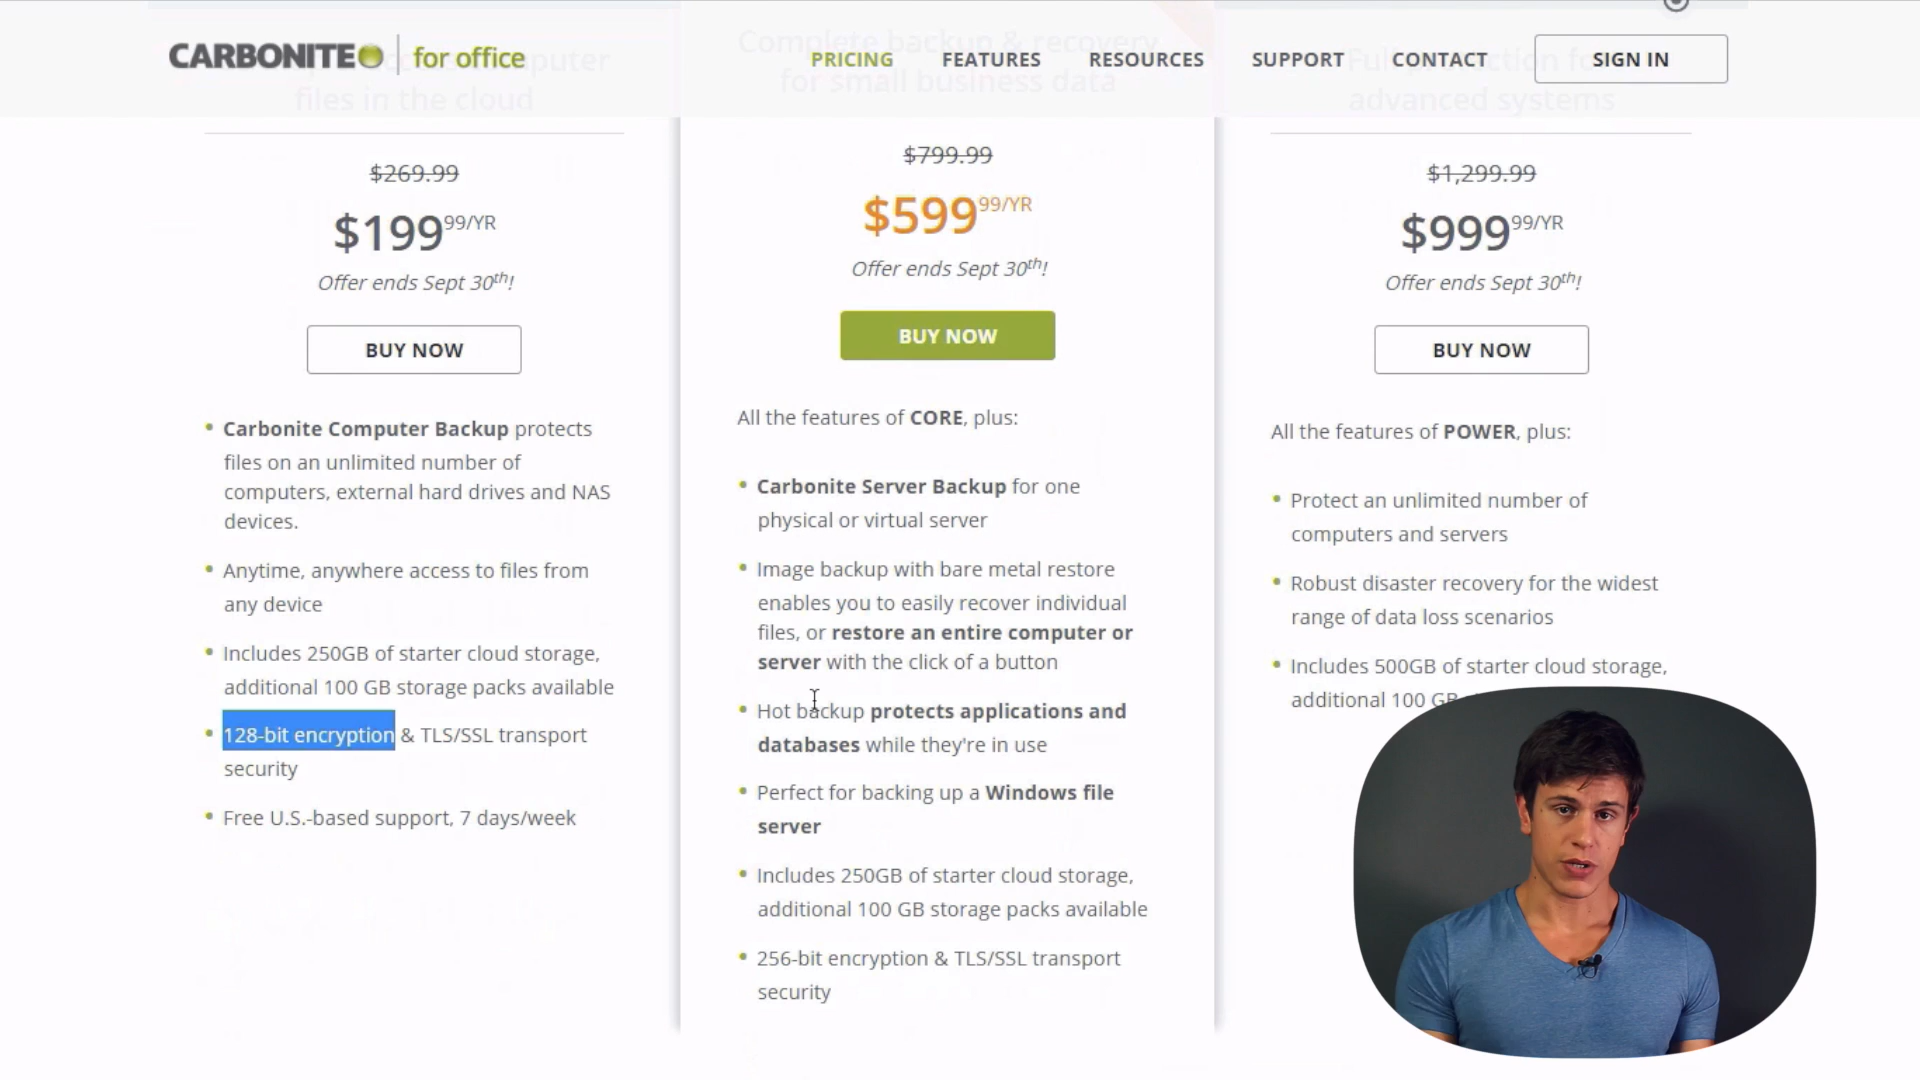 CARBONITE for office
PRICING
FEATURES
RESOURCES
SUPPORT
CONTACT
SIGN IN
computer
files in the cloud
$269.99
$199 99/YR
Offer ends Sept 30th!
BUY NOW
Carbonite Computer Backup protects
files on an unlimited number of
computers, external hard drives and NAS
devices.
Anytime, anywhere access to files from
any device
Includes 250GB of starter cloud storage,
additional 100 GB storage packs available
128-bit encryption & TLS/SSL transport
security
Free U.S.-based support, 7 days/week
Complete backup & recovery
for small business data
$799.99
$599 99/YR
Offer ends Sept 30th!
BUY NOW
All the features of CORE, plus:
Carbonite Server Backup for one
physical or virtual server
Image backup with bare metal restore
enables you to easily recover individual
files, or restore an entire computer or
server with the click of a button
Hot backup protects applications and
databases while they're in use
Perfect for backing up a Windows file
server
Includes 250GB of starter cloud storage,
additional 100 GB storage packs available
256-bit encryption & TLS/SSL transport
security
Full
advanced systems
$1,299.99
$999 99/YR
Offer ends Sept 30th!
BUY NOW
All the features of POWER, plus:
Protect an unlimited number of
computers and servers
Robust disaster recovery for the widest
range of data loss scenarios
Includes 500GB of starter cloud storage,
additional 100 GB